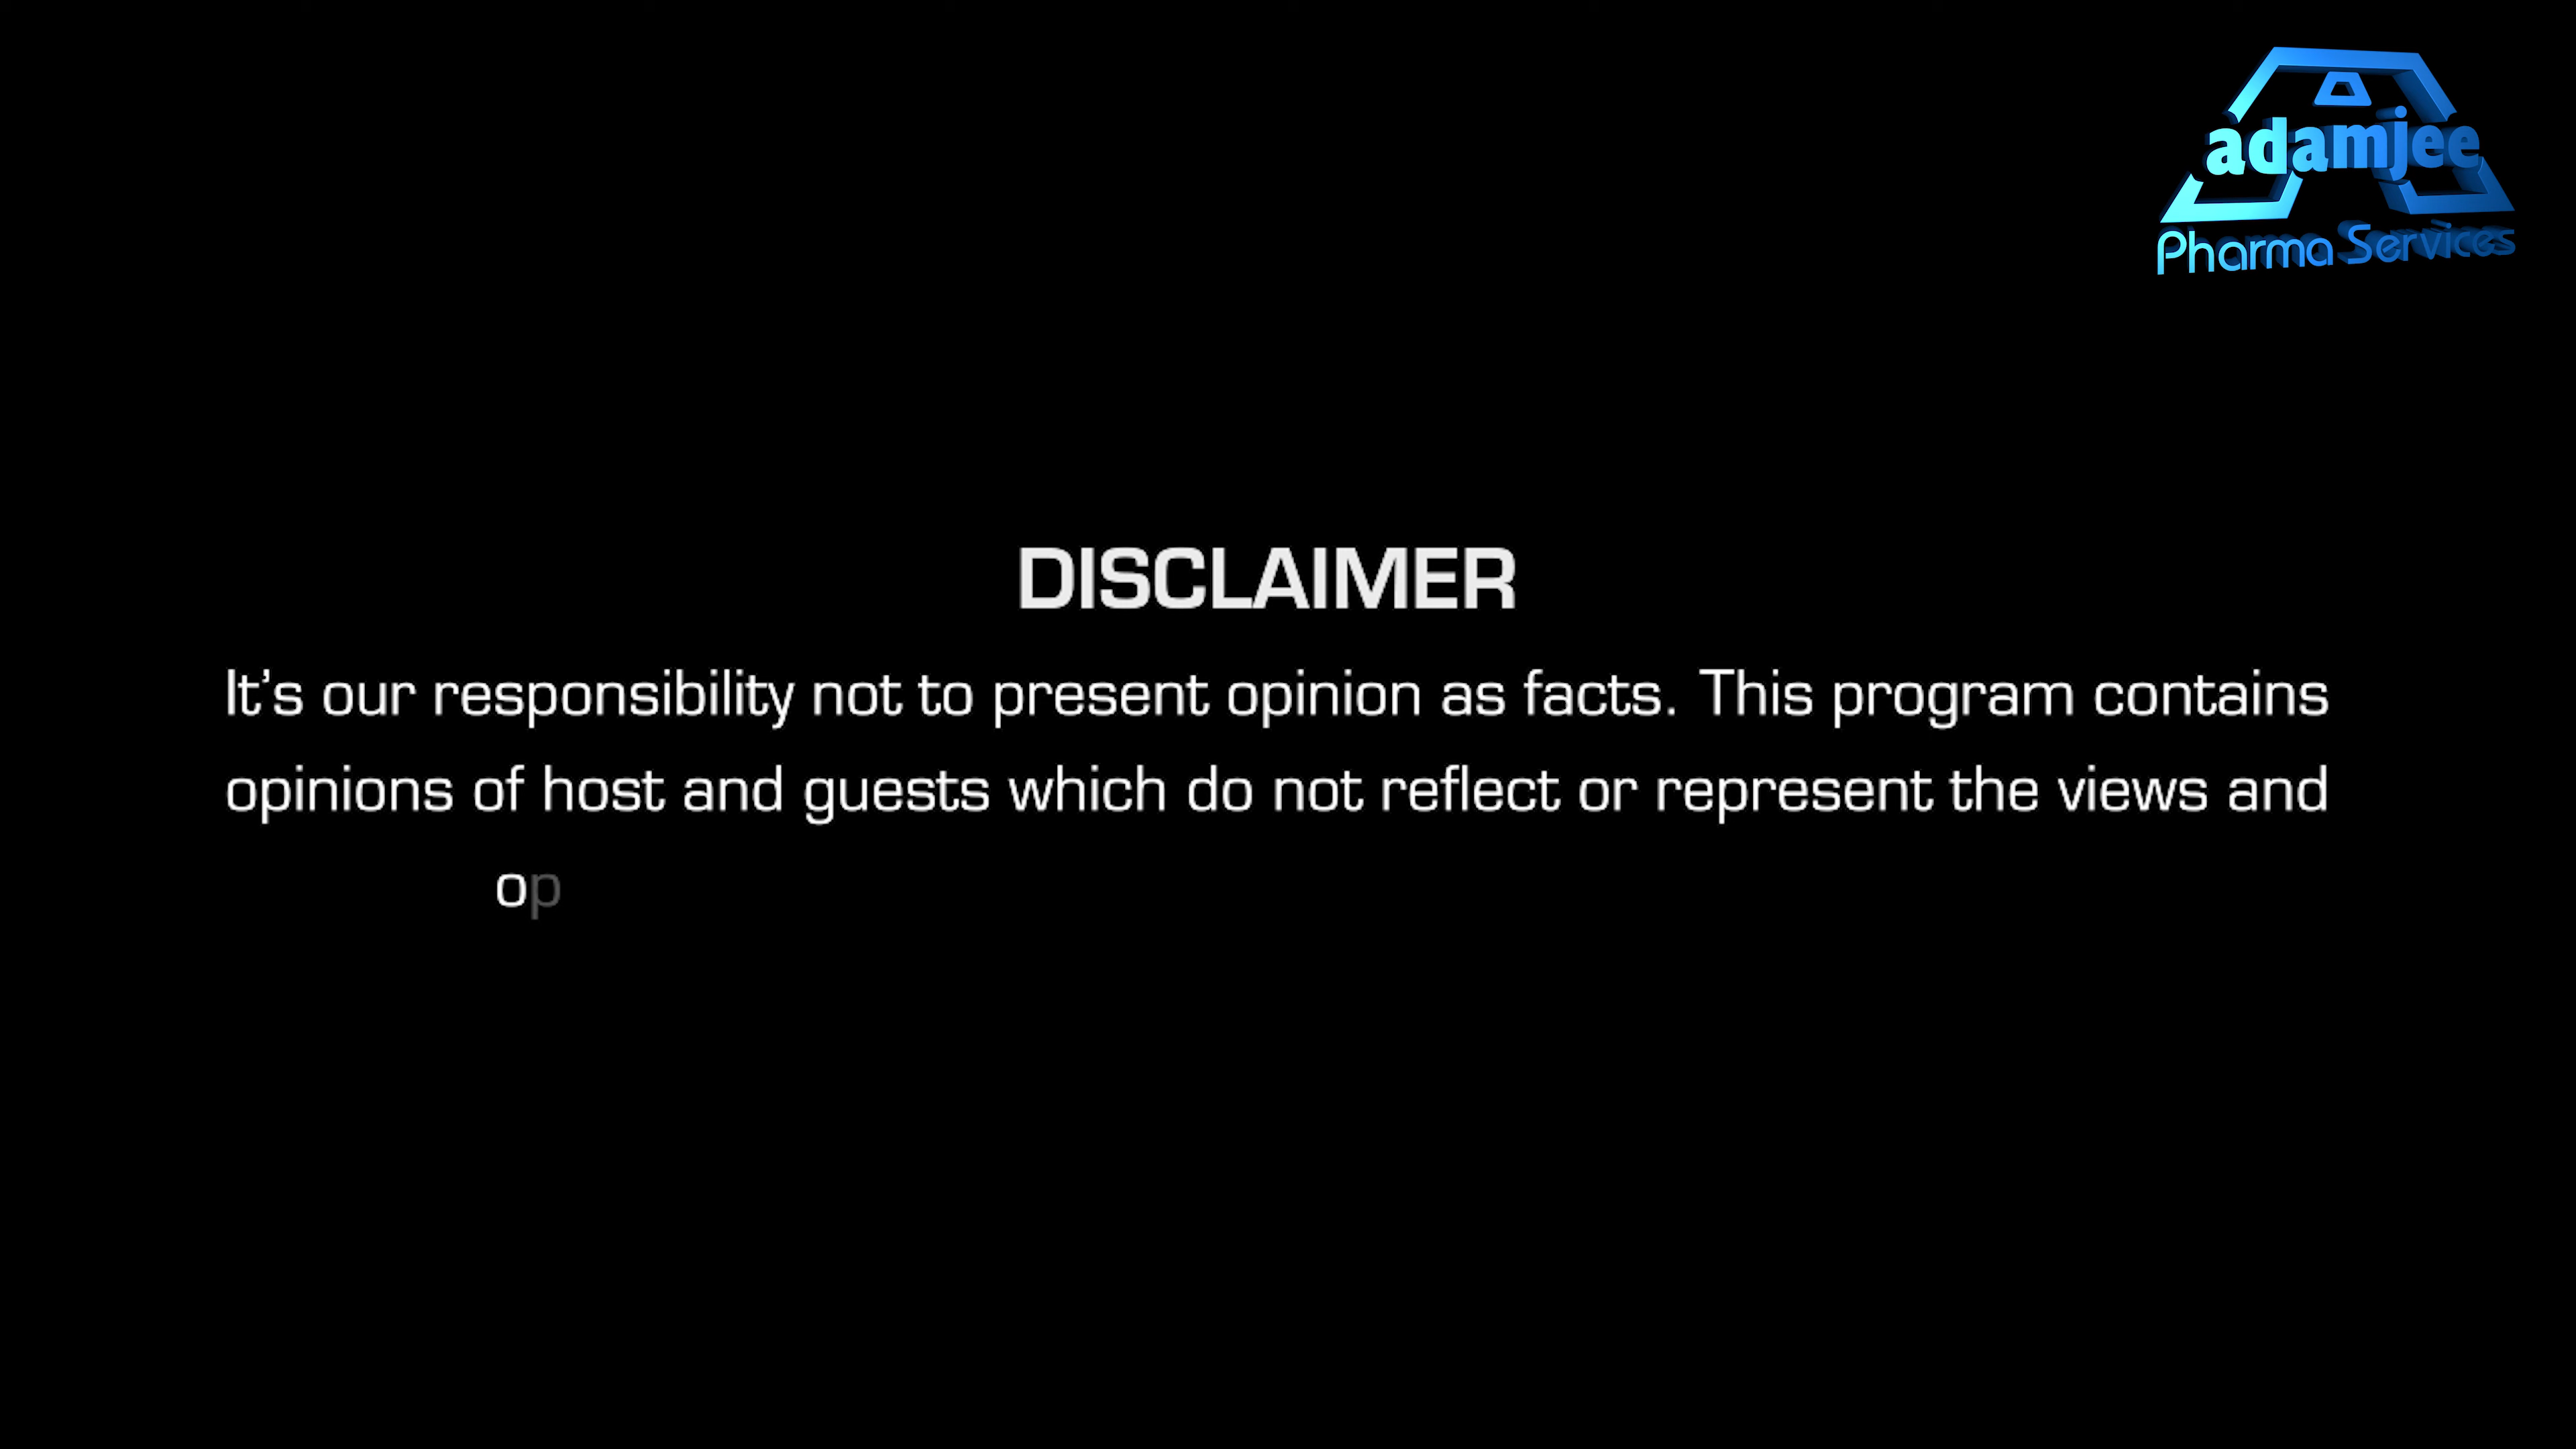 adamjee
Pharma Services
DISCLAIMER
It's our responsibility not to present opinion as facts. This program contains
opinions of host and guests which do not reflect or represent the views and
op